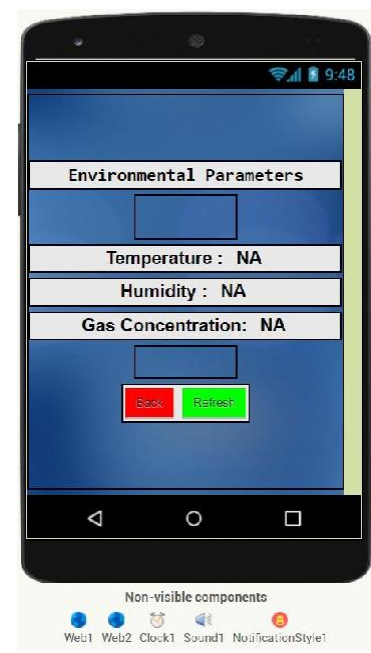 9:48
Environmental Parameters
Temperature : NA
Humidity : NA
Gas Concentration: NA
Back Refresh
Non-visible components
Web1 Web2 Clock1 Sound1 NotificationStyle1